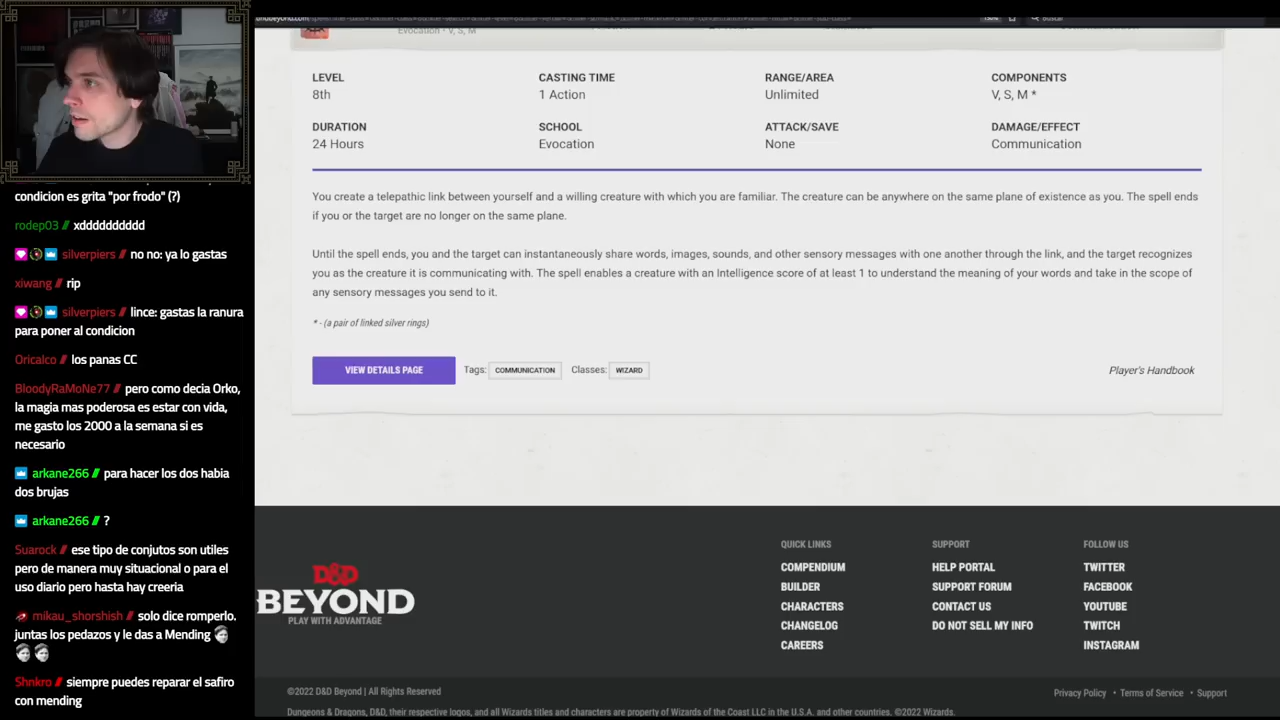 Evocation • V, S, M
LEVEL
8th
CASTING TIME
1 Action
RANGE/AREA
Unlimited
COMPONENTS
V, S, M *
DURATION
24 Hours
SCHOOL
Evocation
ATTACK/SAVE
None
DAMAGE/EFFECT
Communication
You create a telepathic link between yourself and a willing creature with which you are familiar. The creature can be anywhere on the same plane of existence as you. The spell ends
if you or the target are no longer on the same plane.
Until the spell ends, you and the target can instantaneously share words, images, sounds, and other sensory messages with one another through the link, and the target recognizes
you as the creature it is communicating with. The spell enables a creature with an Intelligence score of at least 1 to understand the meaning of your words and take in the scope of
any sensory messages you send to it.
* - (a pair of linked silver rings)
VIEW DETAILS PAGE
Tags: COMMUNICATION Classes: WIZARD
Player's Handbook
condicion es grita "por frodo" (?)
rodep03 // xdddddddddd
silverpiers // no no: ya lo gastas
xiwang // rip
silverpiers // lince: gastas la ranura
para poner al condicion
Oricalco // los panas CC
BloodyRaMoNe77 // pero como decia Orko,
la magia mas poderosa es estar con vida,
me gasto los 2000 a la semana si es
necesario
arkane266 // para hacer los dos habia
dos brujas
arkane266 // ?
Suarock // ese tipo de conjutos son utiles
pero de manera muy situacional o para el
uso diario pero hasta hay creeria
mikau_shorshish // solo dice romperlo.
juntas los pedazos y le das a Mending
Shnkro // siempre puedes reparar el safiro
con mending
D&D
BEYOND
PLAY WITH ADVANTAGE
QUICK LINKS
COMPENDIUM
BUILDER
CHARACTERS
CHANGELOG
CAREERS
SUPPORT
HELP PORTAL
SUPPORT FORUM
CONTACT US
DO NOT SELL MY INFO
FOLLOW US
TWITTER
FACEBOOK
YOUTUBE
TWITCH
INSTAGRAM
©2022 D&D Beyond | All Rights Reserved
Privacy Policy • Terms of Service • Support
Dungeons & Dragons, D&D, their respective logos, and all Wizards titles and characters are property of Wizards of the Coast LLC in the U.S.A. and other countries. ©2022 Wizards.